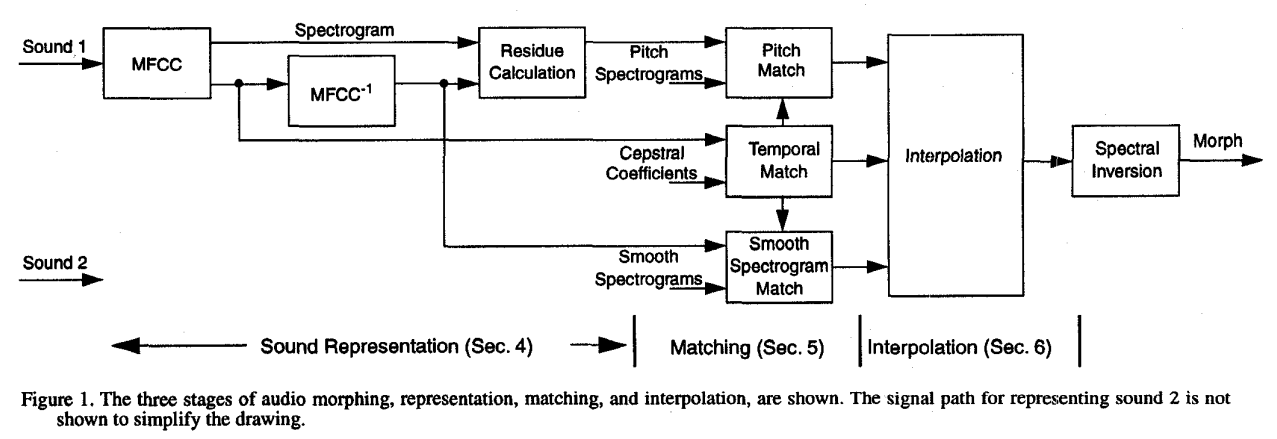 Sound 1
MFCC
Spectrogram
MFCC-1
Residue
Calculation
Pitch
Spectrograms
Pitch
Match
Cepstral
Coefficients
Temporal
Match
Interpolation
Spectral
Inversion
Morph
Sound 2
Smooth
Spectrograms
Smooth
Spectrogram
Match
Sound Representation (Sec. 4)
Matching (Sec. 5)
Interpolation (Sec. 6)
Figure 1. The three stages of audio morphing, representation, matching, and interpolation, are shown. The signal path for representing sound 2 is not
shown to simplify the drawing.